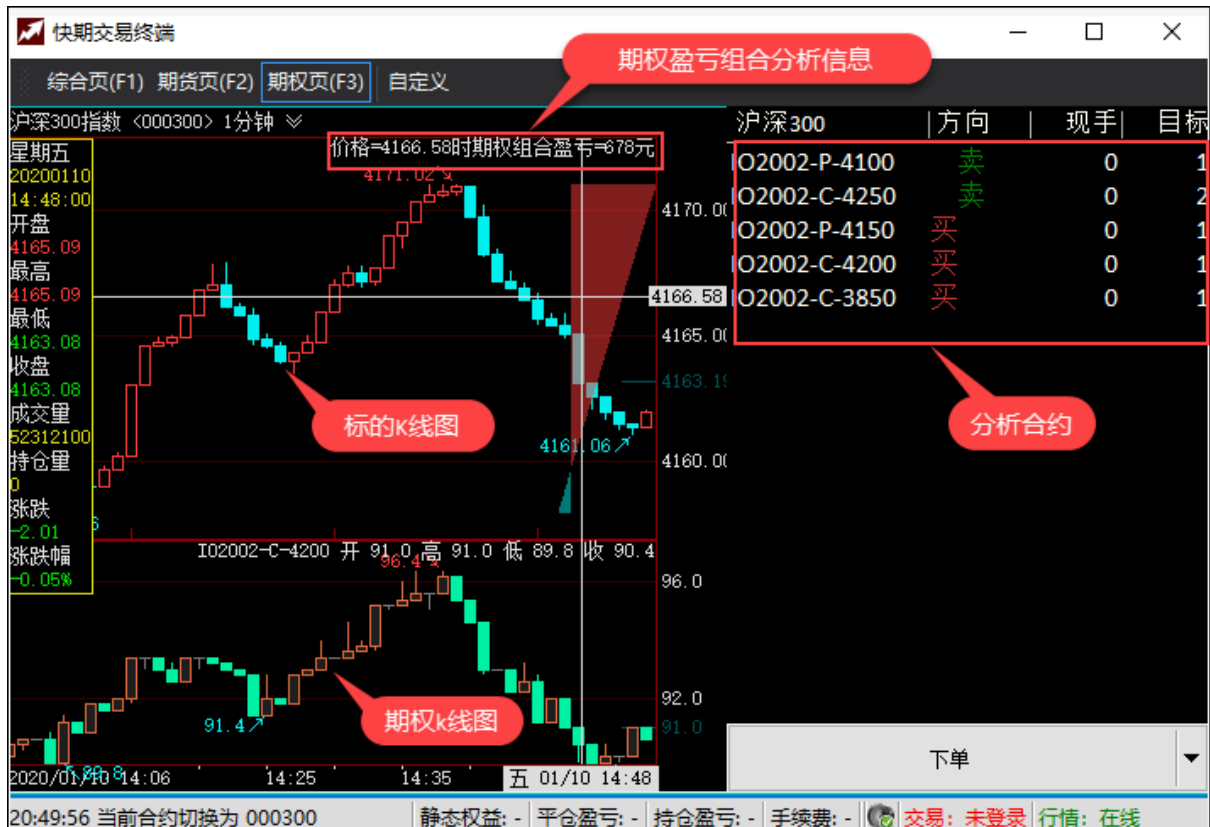 快期交易终端
期权盈亏组合分析信息
综合页(F1) 期货页(F2) 期权页(F3) 自定义
沪深300指数 <000300> 1分钟
价格=4166.58时期权组合盈亏=678元
星期五
20200110
14:48:00
开盘
4165.09
最高
4165.09
最低
4163.08
收盘
4163.08
成交量
52312100
持仓量
0
涨跌
-2.01
涨跌幅
-0.05%
4171.02
4170.00
4166.58
4165.00
4163.19
4161.06
4160.00
标的K线图
IO2002-C-4200 开 91.0 高 91.0 低 89.8 收 90.4
96.4
96.0
92.0
91.4
91.0
89.8
期权k线图
2020/01/10 14:06 14:25 14:35 五 01/10 14:48
沪深300 方向 现手 目标
IO2002-P-4100 卖 0 1
IO2002-C-4250 卖 0 2
IO2002-P-4150 买 0 1
IO2002-C-4200 买 0 1
IO2002-C-3850 买 0 1
分析合约
下单
20:49:56 当前合约切换为 000300 静态权益: - 平仓盈亏: - 持仓盈亏: - 手续费: - 交易: 未登录 行情: 在线